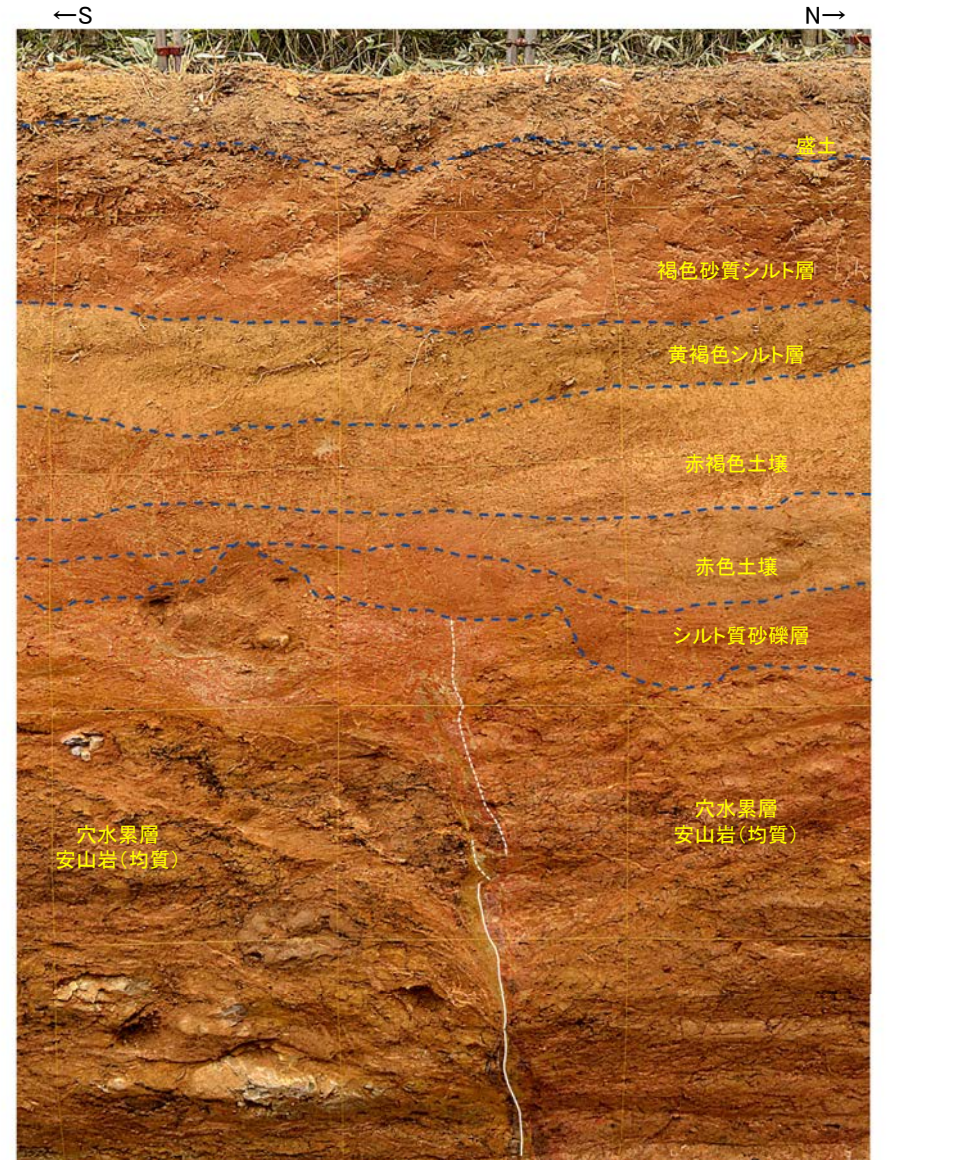 ←S
N→
盛土
褐色砂質シルト層
黄褐色シルト層
赤褐色土壌
赤色土壌
シルト質砂礫層
穴水累層
安山岩（均質）
穴水累層
安山岩（均質）